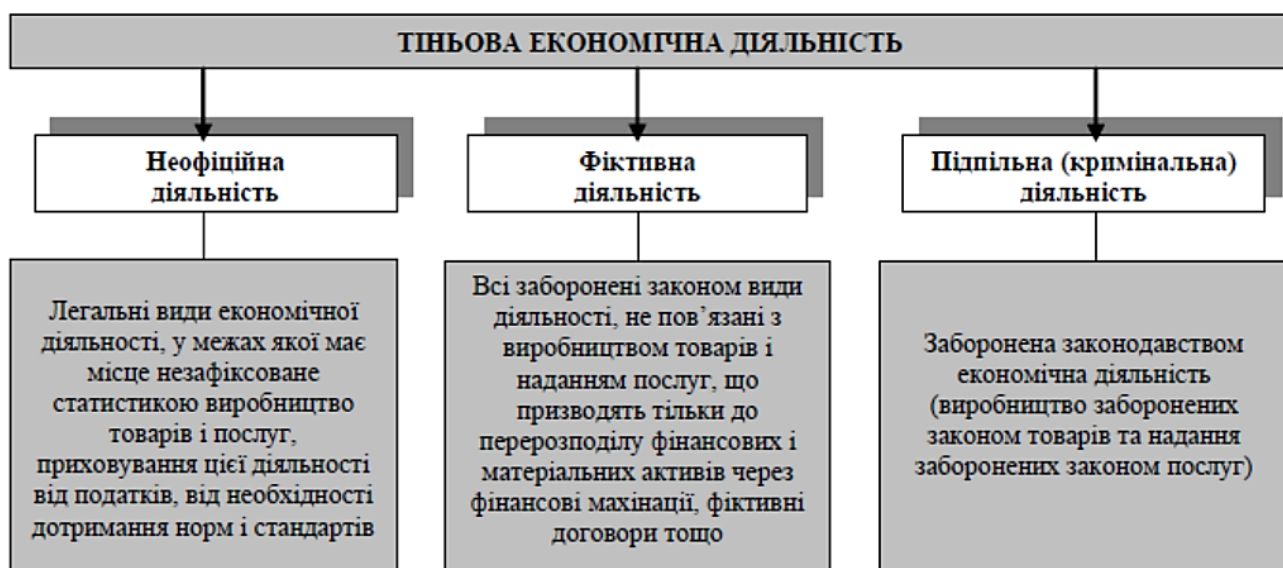 ТІНЬОВА ЕКОНОМІЧНА ДІЯЛЬНІСТЬ
Неофіційна
діяльність
Фіктивна
діяльність
Підпільна (кримінальна)
діяльність
Легальні види економічної
діяльності, у межах якої має
місце незафіксоване
статистикою виробництво
товарів і послуг,
приховування цієї діяльності
від податків, від необхідності
дотримання норм і стандартів
Всі заборонені законом види
діяльності, не пов’язані з
виробництвом товарів і
наданням послуг, що
призводять тільки до
перерозподілу фінансових і
матеріальних активів через
фінансові махінації, фіктивні
договори тощо
Заборонена законодавством
економічна діяльність
(виробництво заборонених
законом товарів та надання
заборонених законом послуг)